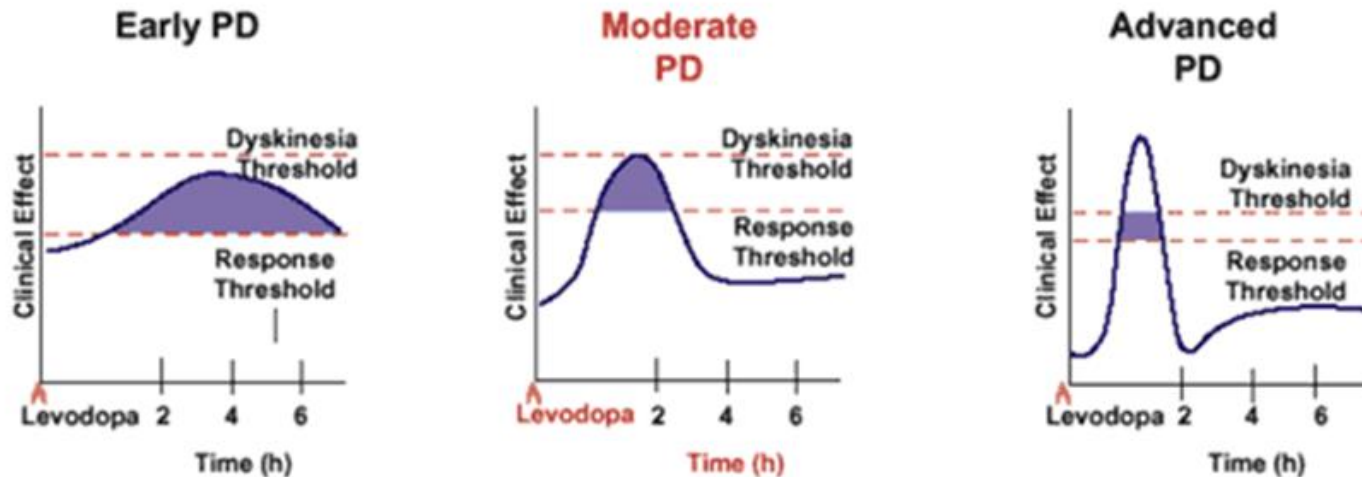 Early PD
Clinical Effect
Dyskinesia
Threshold
Response
Threshold
Levodopa 2 4 6
Time (h)
Moderate
PD
Clinical Effect
Dyskinesia
Threshold
Response
Threshold
Levodopa 2 4 6
Time (h)
Advanced
PD
Clinical Effect
Dyskinesia
Threshold
Response
Threshold
Levodopa 2 4 6
Time (h)